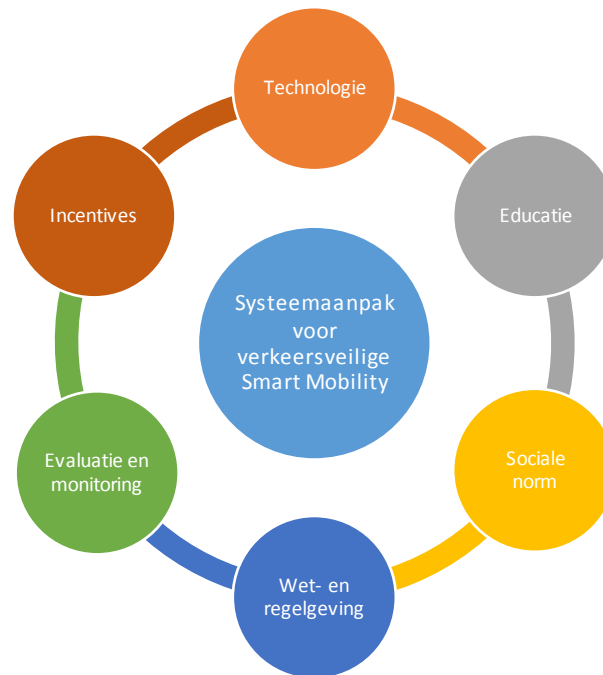 Technologie
Incentives
Educatie
Systeemaanpak
voor
verkeersveilige
Smart Mobility
Evaluatie en
monitoring
Sociale
norm
Wet- en
regelgeving